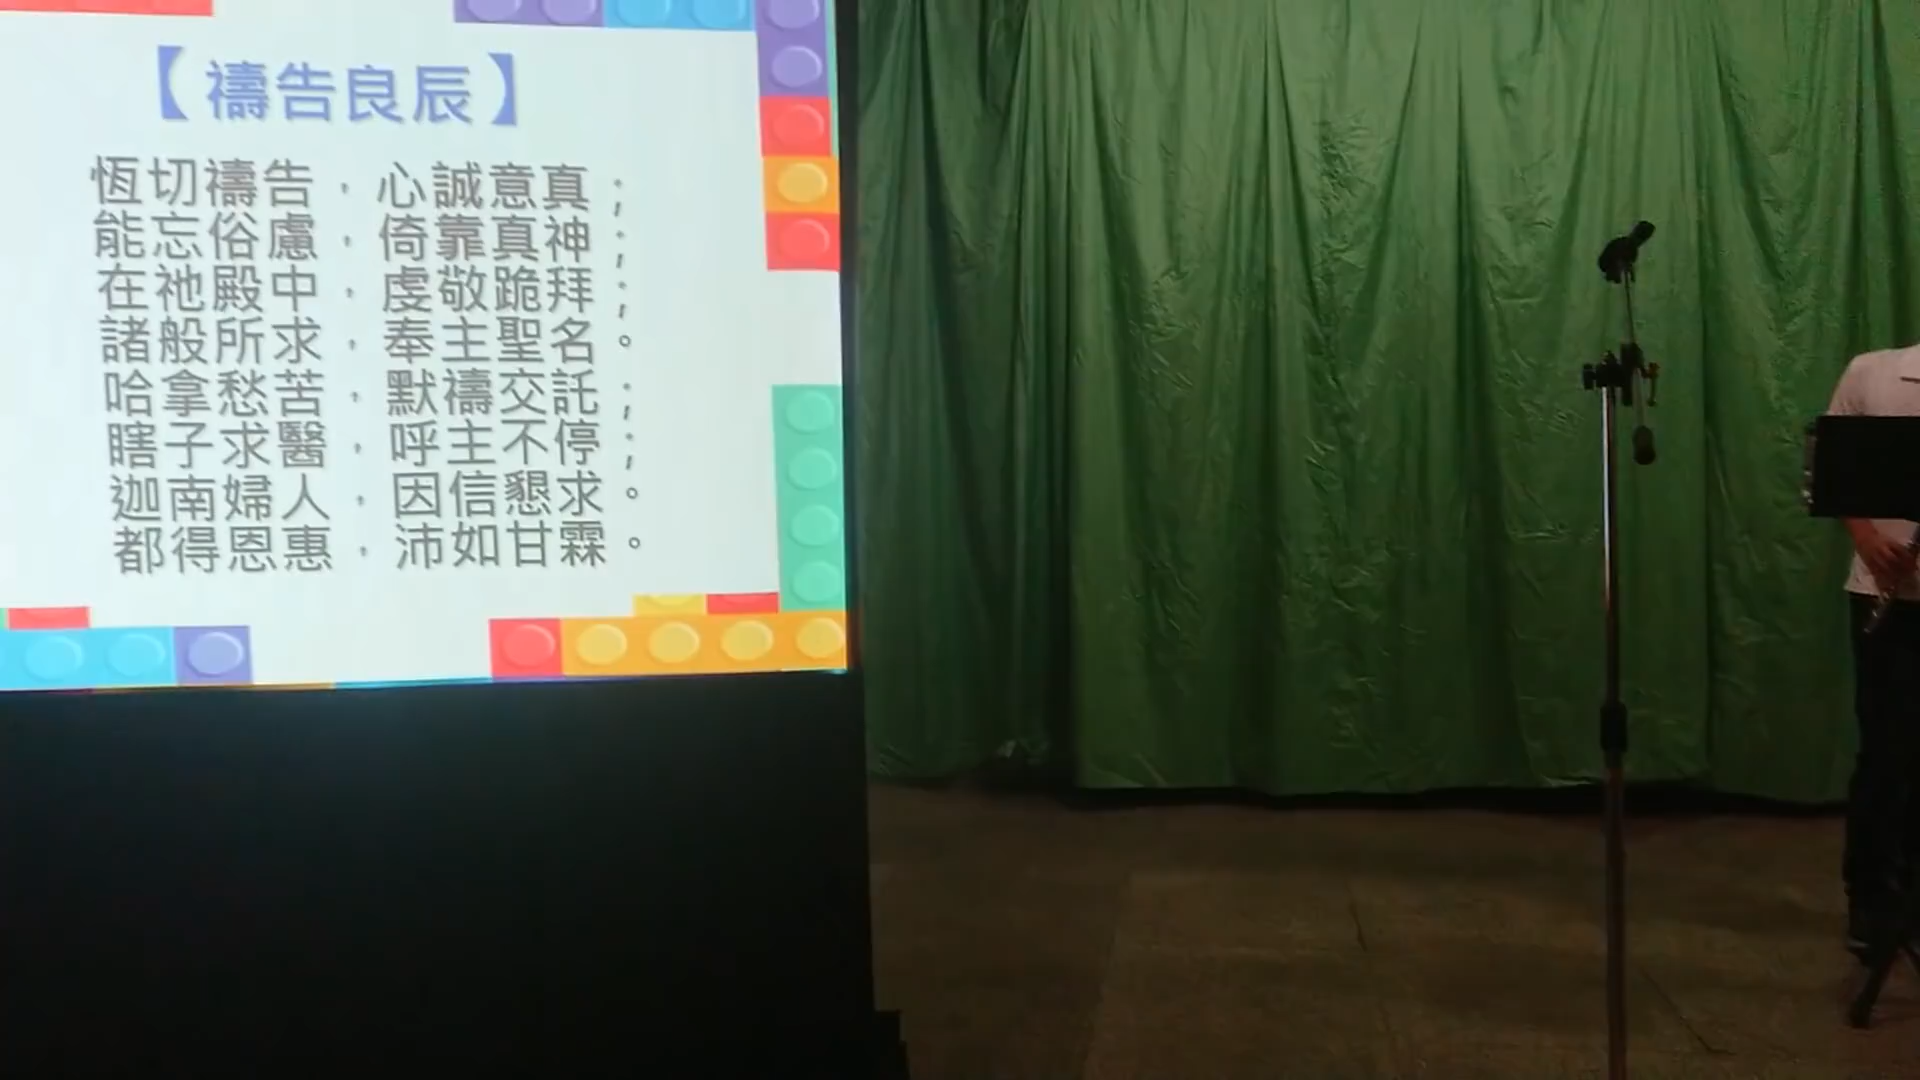 【禱告良辰】
恆切禱告，心誠意真；
能忘俗慮，倚靠真神；
在祂殿中，虔敬跪拜；
諸般所求，奉主聖名。
哈拿愁苦，默禱交託；
瞎子求醫，呼主不停；
迦南婦人，因信懇求。
都得恩惠，沛如甘霖。